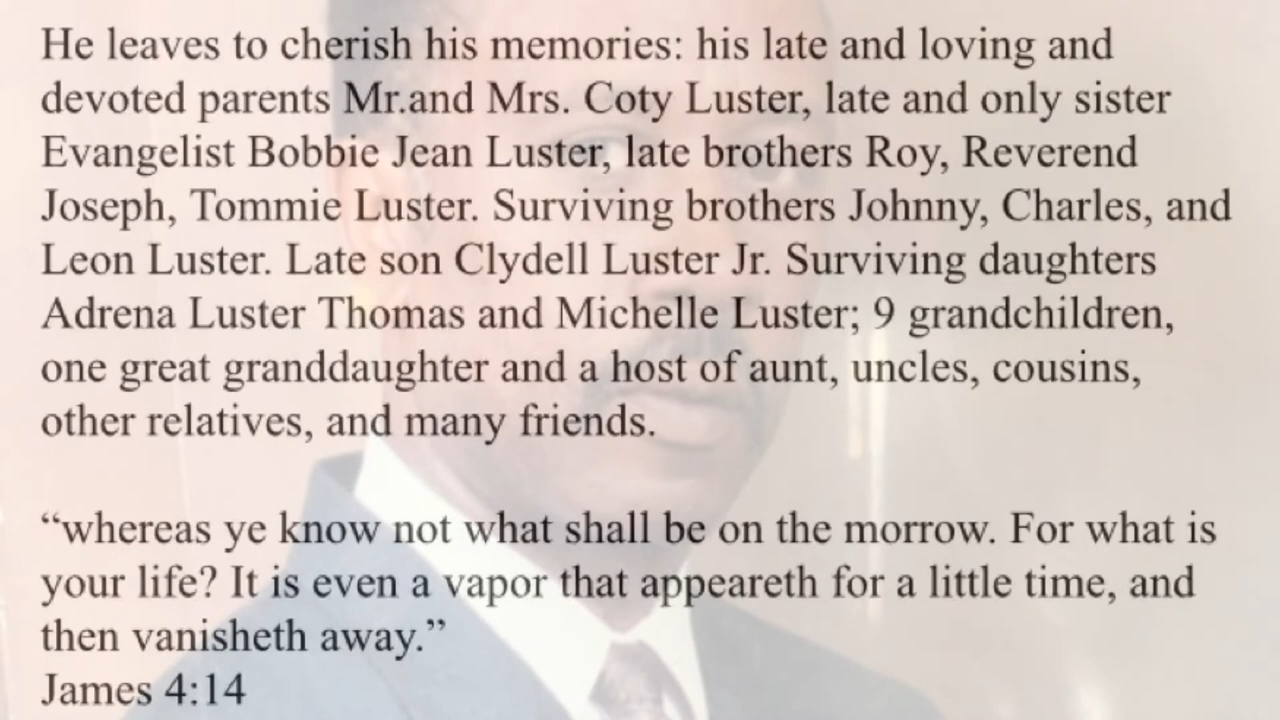 He leaves to cherish his memories: his late and loving and
devoted parents Mr.and Mrs. Coty Luster, late and only sister
Evangelist Bobbie Jean Luster, late brothers Roy, Reverend
Joseph, Tommie Luster. Surviving brothers Johnny, Charles, and
Leon Luster. Late son Clydell Luster Jr. Surviving daughters
Adrena Luster Thomas and Michelle Luster; 9 grandchildren,
one great granddaughter and a host of aunt, uncles, cousins,
other relatives, and many friends.
“whereas ye know not what shall be on the morrow. For what is
your life? It is even a vapor that appeareth for a little time, and
then vanisheth away.”
James 4:14